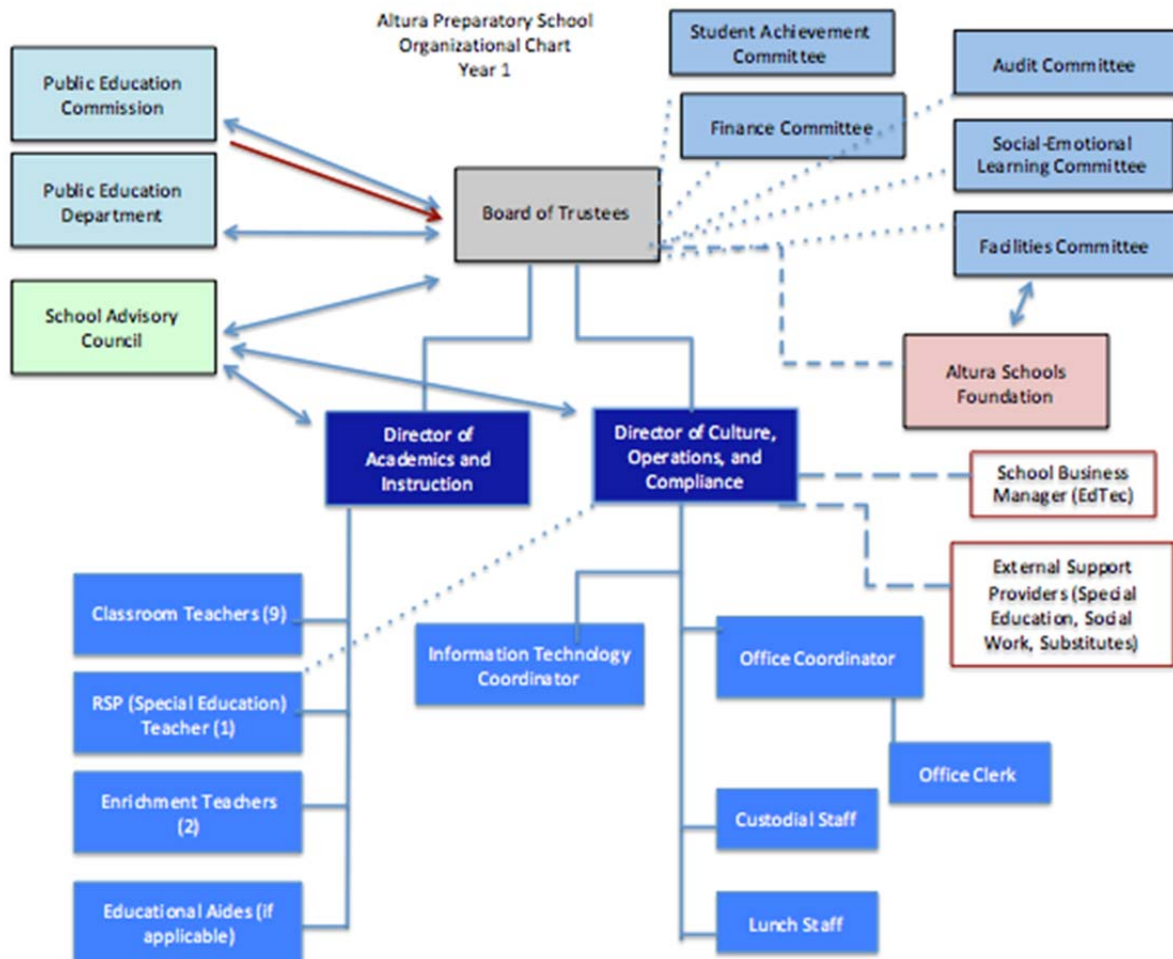 Altura Preparatory School
Organizational Chart
Year 1
Student Achievement
Committee
Audit Committee
Finance Committee
Social-Emotional
Learning Committee
Facilities Committee
Public Education
Commission
Public Education
Department
School Advisory
Council
Board of Trustees
Altura Schools
Foundation
Director of
Academics and
Instruction
Director of Culture,
Operations, and
Compliance
School Business
Manager (EdTec)
External Support
Providers (Special
Education, Social
Work, Substitutes)
Classroom Teachers (9)
RSP (Special Education)
Teacher (1)
Enrichment Teachers
(2)
Educational Aides (if
applicable)
Information Technology
Coordinator
Office Coordinator
Office Clerk
Custodial Staff
Lunch Staff